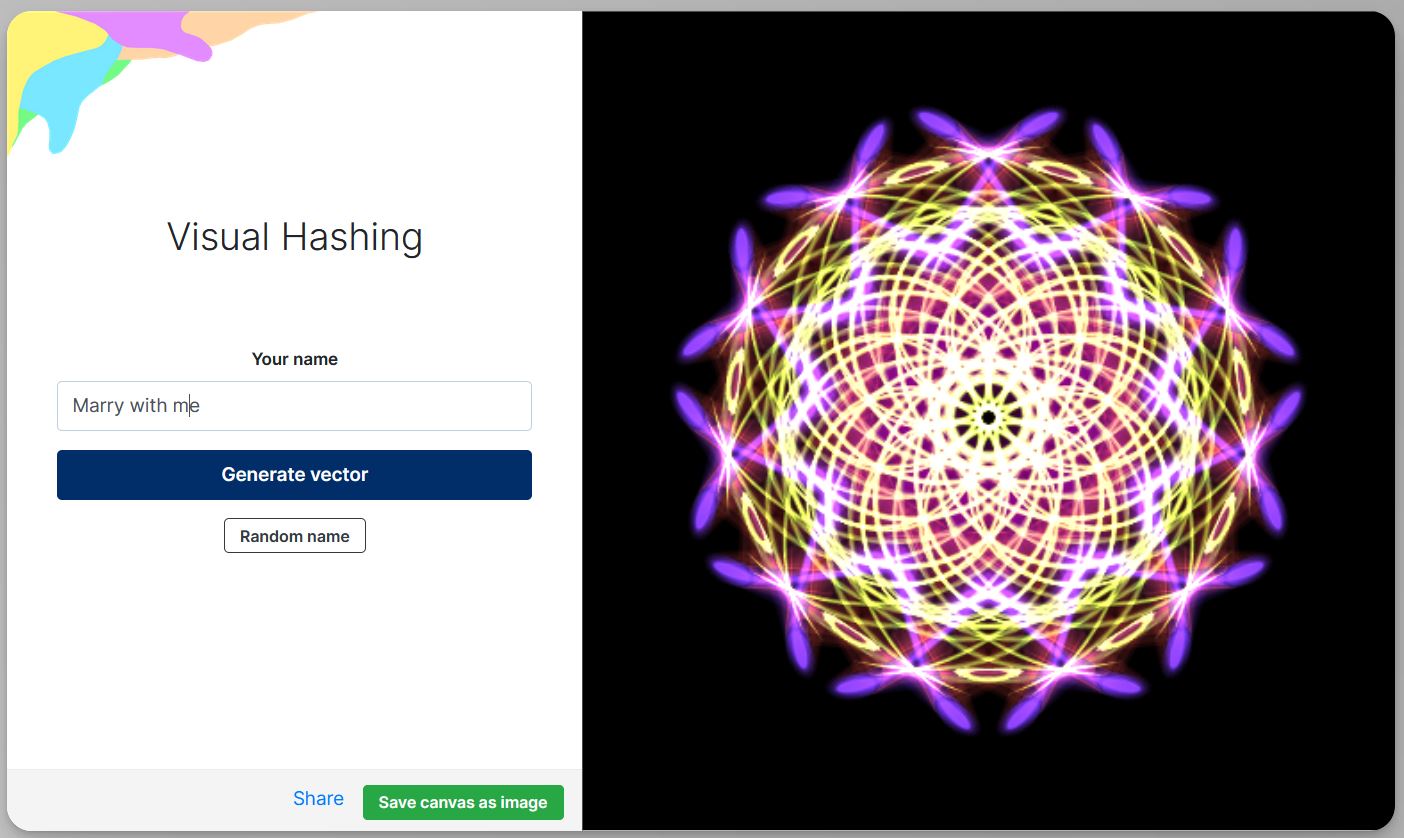 Visual Hashing
Your name
Marry with me
Generate vector
Random name
Share
Save canvas as image